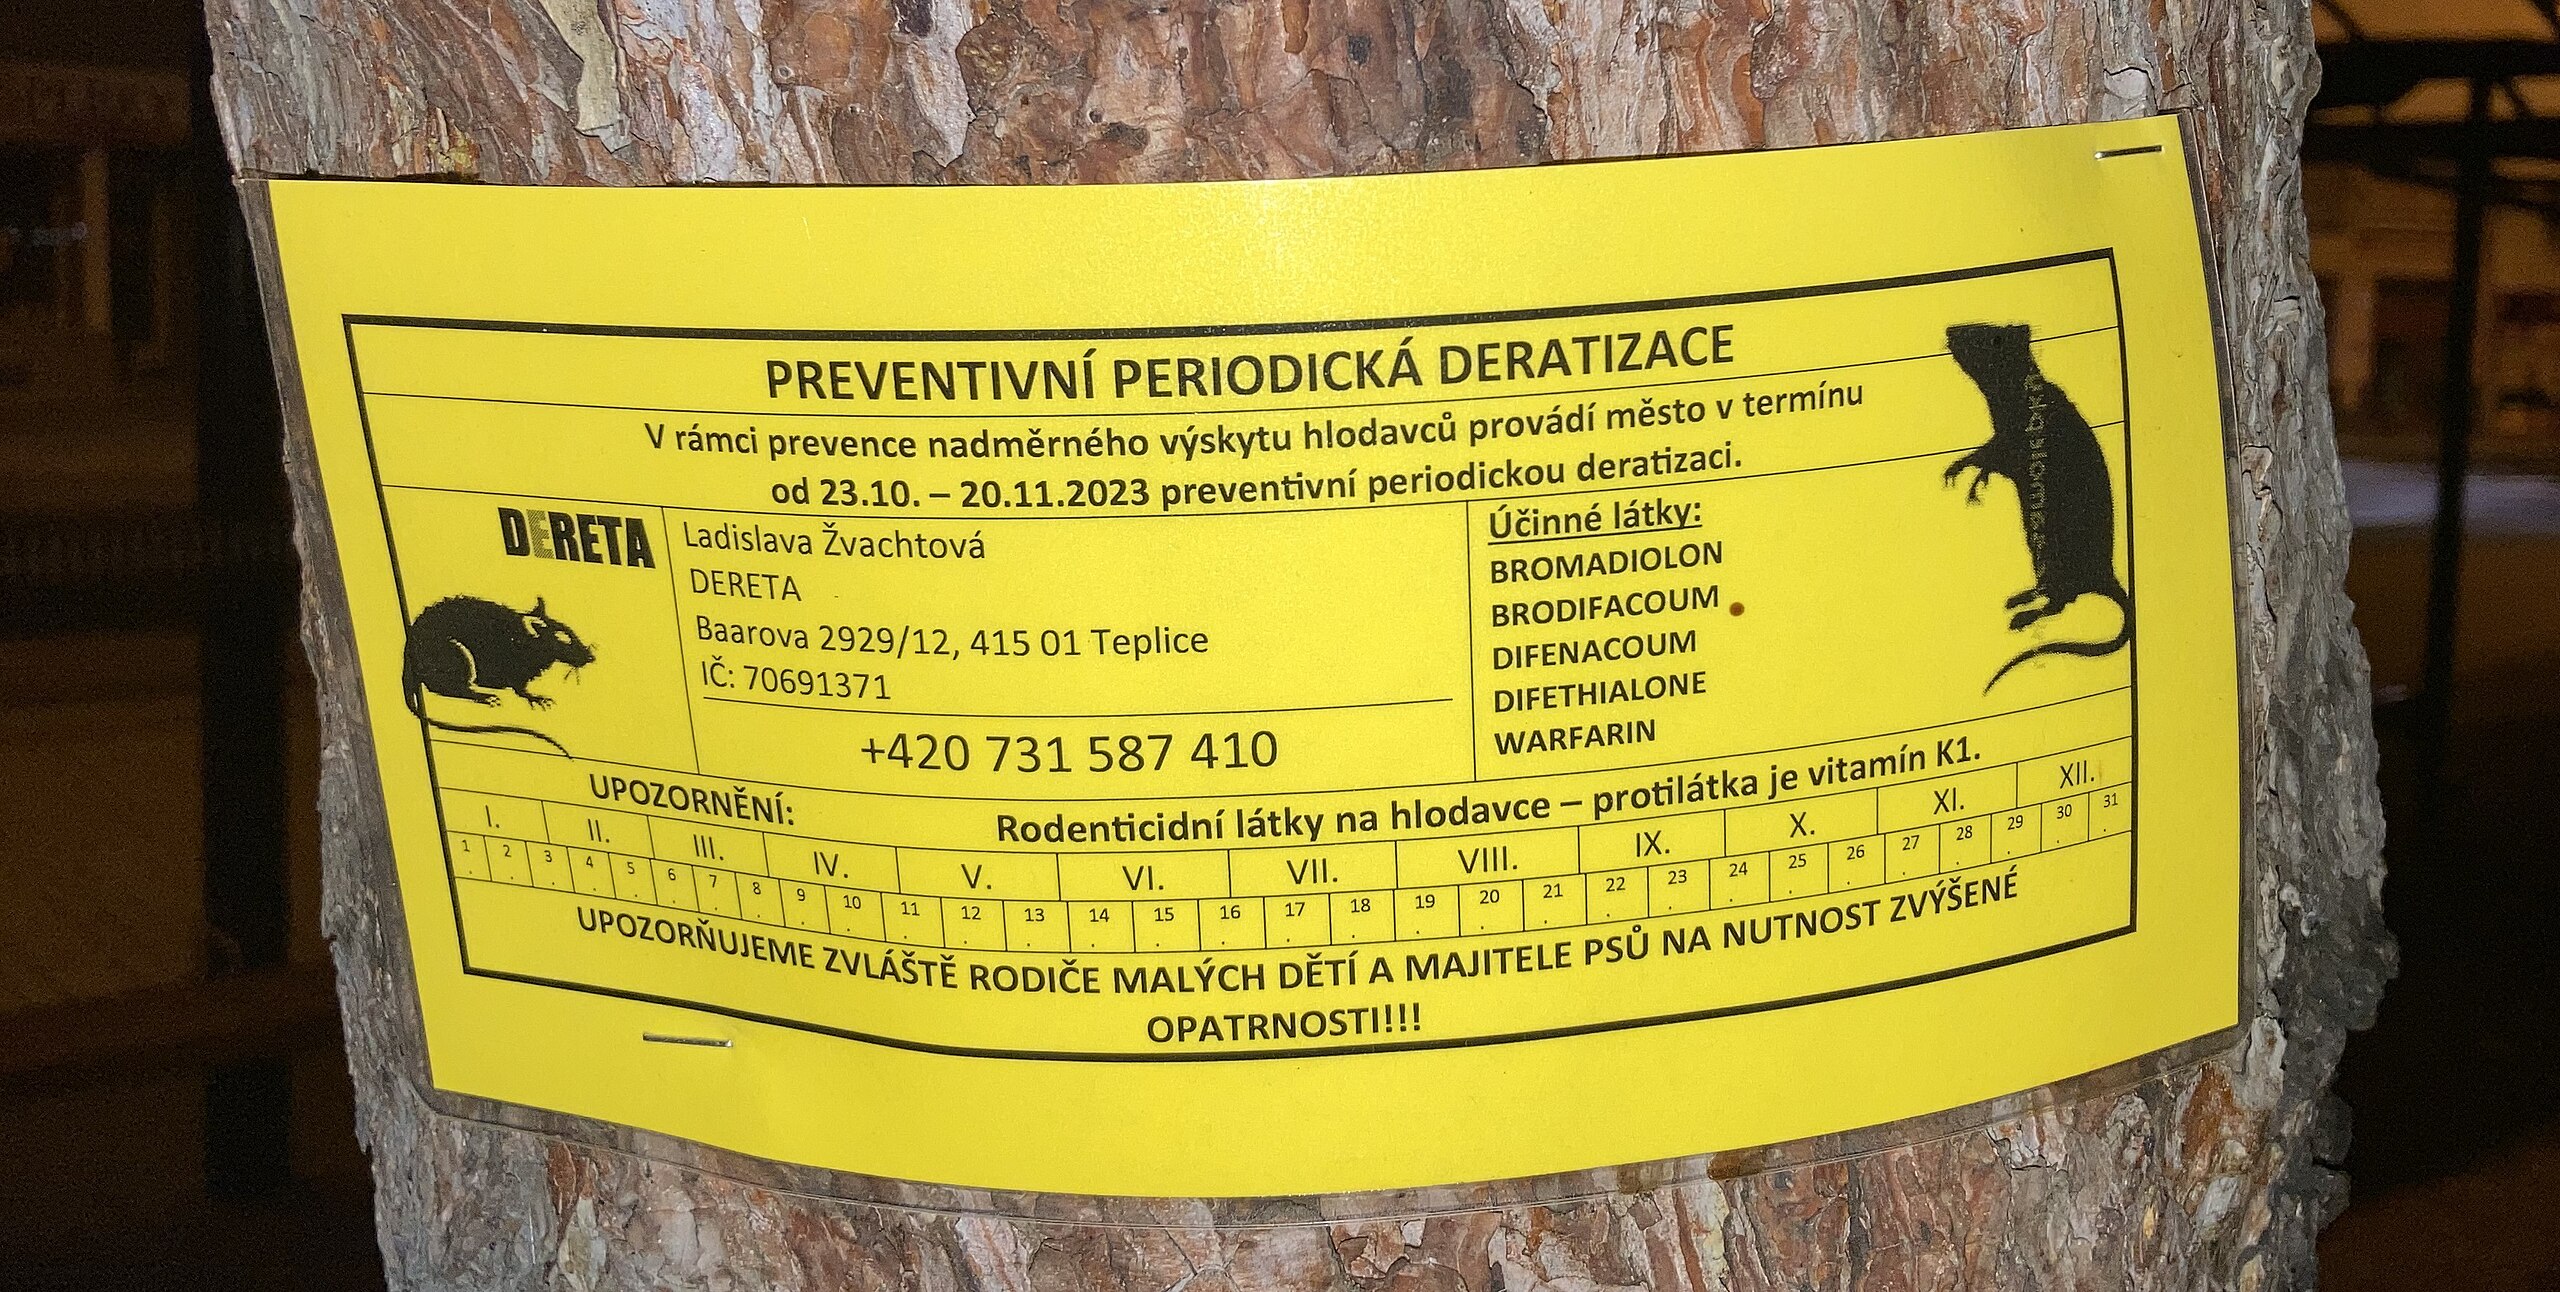 PREVENTIVNÍ PERIODICKÁ DERATIZACE
V rámci prevence nadměrného výskytu hlodavců provádí město v termínu
od 23.10. – 20.11.2023 preventivní periodickou deratizaci.
DERETA
Ladislava Žvachtová
DERETA
Baarova 2929/12, 415 01 Teplice
IČ: 70691371
+420 731 587 410
Účinné látky:
BROMADIOLON
BRODIFACOUM
DIFENACOUM
DIFETHIALONE
WARFARIN
UPOZORNĚNÍ: Rodenticidní látky na hlodavce – protilátka je vitamín K1.
I. II. III. IV. V. VI. VII. VIII. IX. X. XI. XII.
1. 2. 3. 4. 5. 6. 7. 8. 9. 10. 11. 12. 13. 14. 15. 16. 17. 18. 19. 20. 21. 22. 23. 24. 25. 26. 27. 28. 29. 30. 31.
UPOZORŇUJEME ZVLÁŠTĚ RODIČE MALÝCH DĚTÍ A MAJITELE PSŮ NA NUTNOST ZVÝŠENÉ
OPATRNOSTI!!!